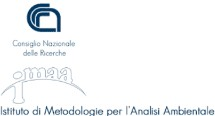 Consiglio Nazionale
delle Ricerche
imaa
Istituto di Metodologie per l'Analisi Ambientale